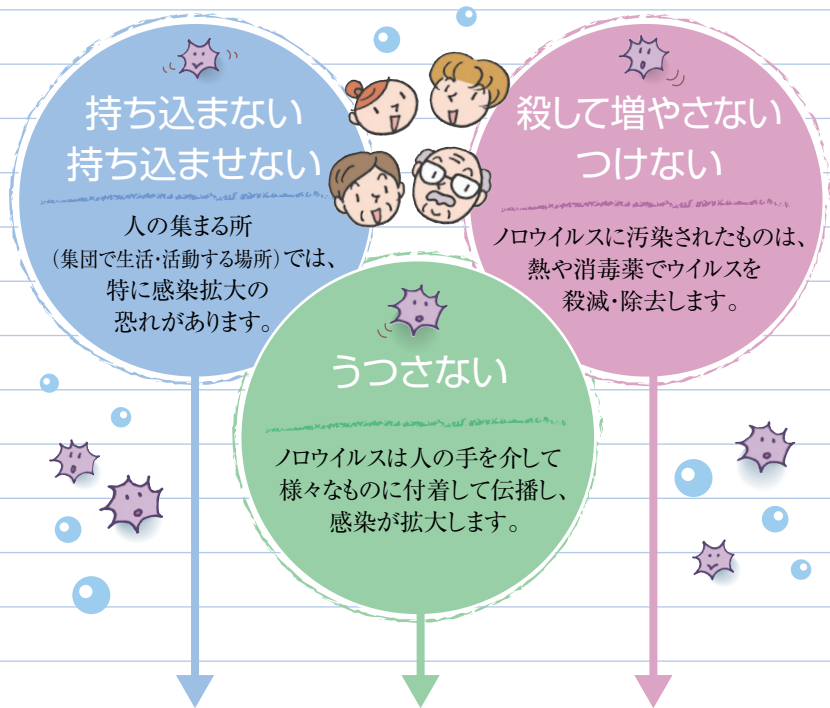 持ち込まない
持ち込ませない
人の集まる所
（集団で生活・活動する場所）では、
特に感染拡大の
恐れがあります。
殺して増やさない
つけない
ノロウイルスに汚染されたものは、
熱や消毒薬でウイルスを
殺滅・除去します。
うつさない
ノロウイルスは人の手を介して
様々なものに付着して伝播し、
感染が拡大します。